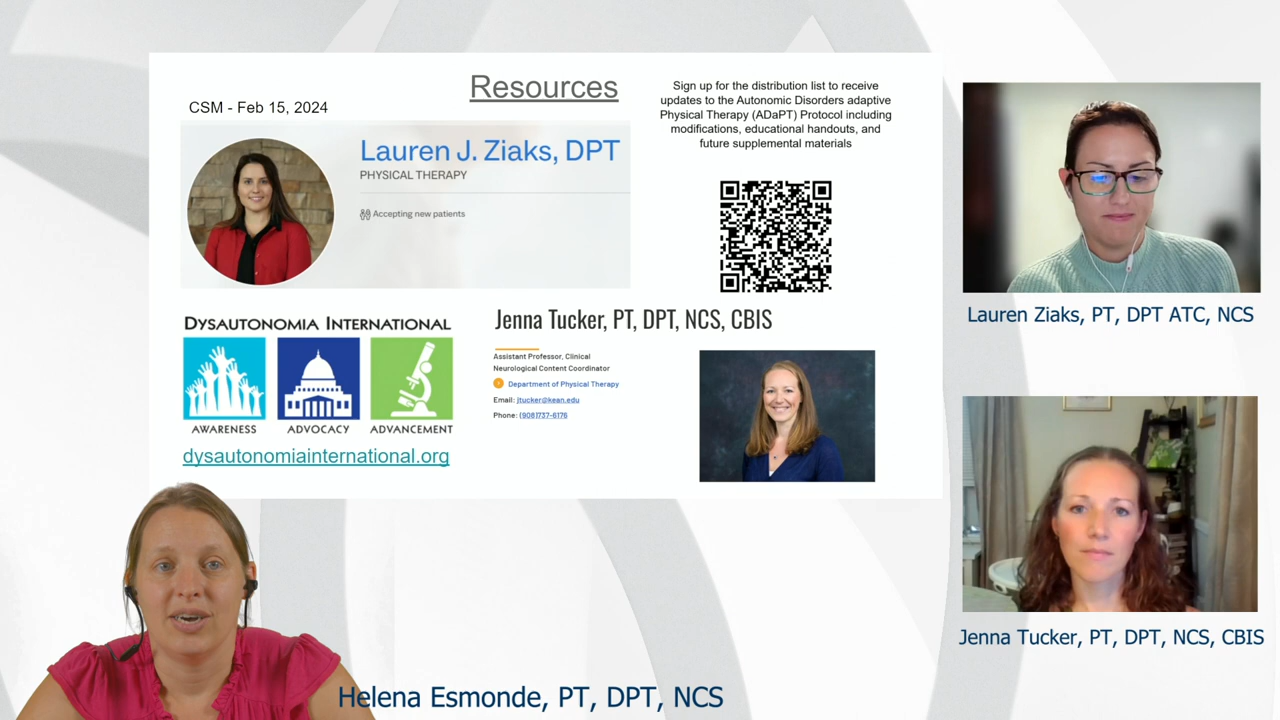 Resources
CSM - Feb 15, 2024
Lauren J. Ziaks, DPT
PHYSICAL THERAPY
Accepting new patients
Sign up for the distribution list to receive
updates to the Autonomic Disorders adaptive
Physical Therapy (ADaPT) Protocol including
modifications, educational handouts, and
future supplemental materials
DYSAUTONOMIA INTERNATIONAL
AWARENESS ADVOCACY ADVANCEMENT
dysautonomiainternational.org
Jenna Tucker, PT, DPT, NCS, CBIS
Assistant Professor, Clinical
Neurological Content Coordinator
Department of Physical Therapy
Email: jtucker@kean.edu
Phone: (908)737-6176
Lauren Ziaks, PT, DPT ATC, NCS
Jenna Tucker, PT, DPT, NCS, CBIS
Helena Esmonde, PT, DPT, NCS